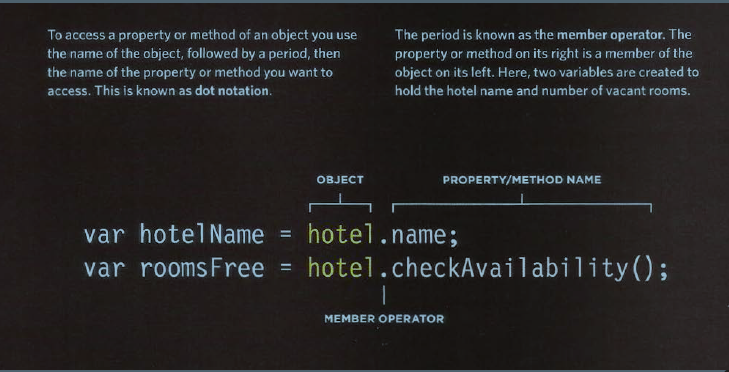 To access a property or method of an object you use
the name of the object, followed by a period, then
the name of the property or method you want to
access. This is known as dot notation.
The period is known as the member operator. The
property or method on its right is a member of the
object on its left. Here, two variables are created to
hold the hotel name and number of vacant rooms.
OBJECT
PROPERTY/METHOD NAME
var hotelName = hotel.name;
var roomsFree = hotel.checkAvailability();
MEMBER OPERATOR